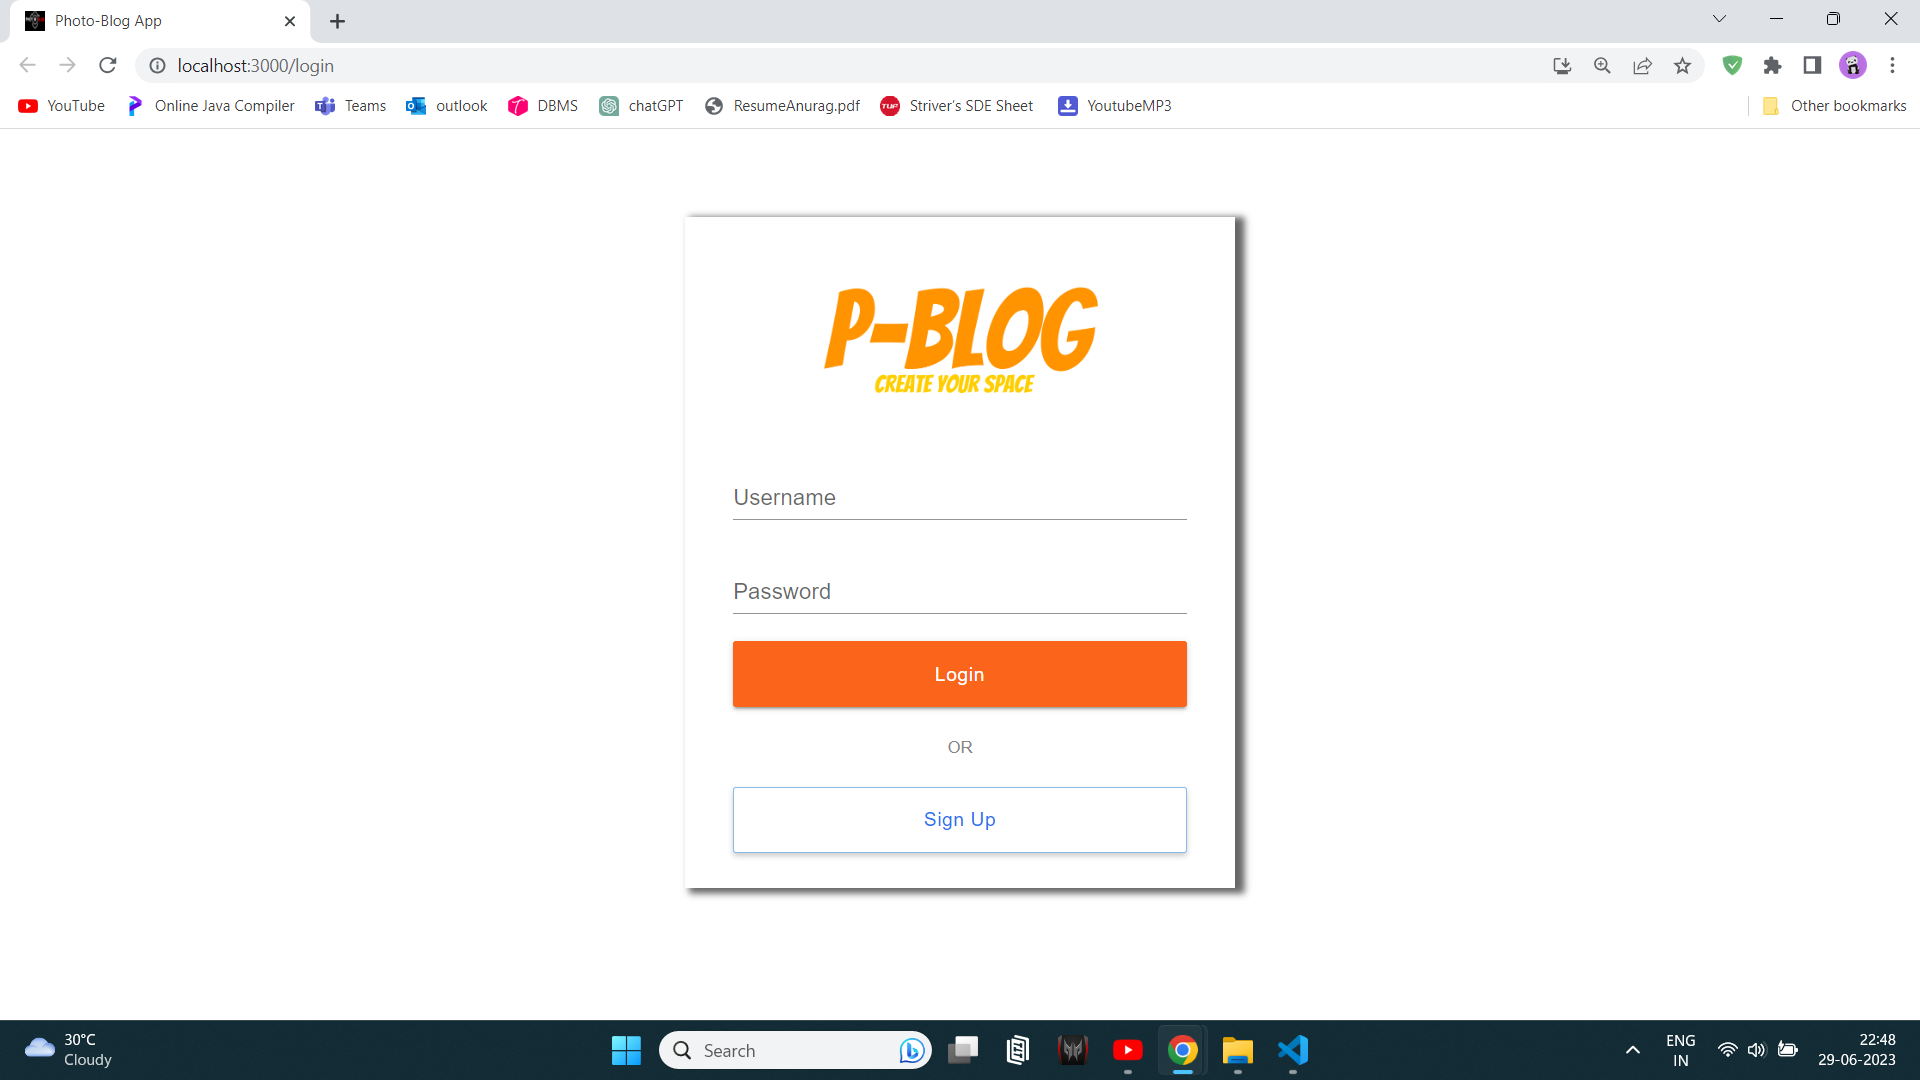 Photo-Blog App
localhost:3000/login
YouTube Online Java Compiler Teams outlook DBMS chatGPT ResumeAnurag.pdf Striver's SDE Sheet YoutubeMP3 Other bookmarks
P-BLOG
CREATE YOUR SPACE
Username
Password
Login
OR
Sign Up
30°C
Cloudy
Search
ENG
IN
22:48
29-06-2023